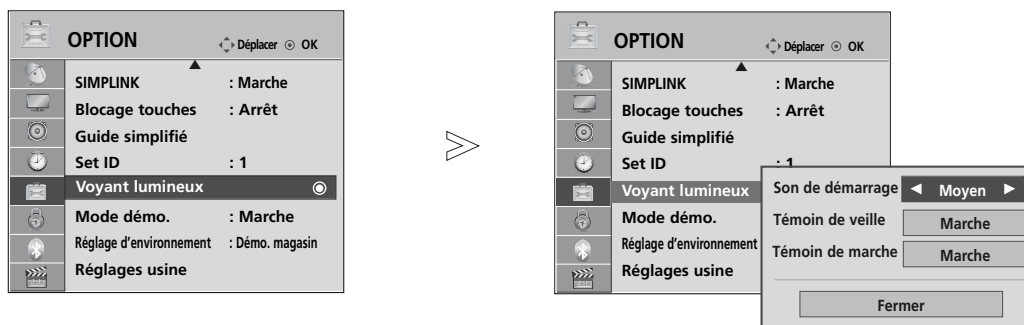 OPTION
Déplacer OK
SIMPLINK : Marche
Blocage touches : Arrêt
Guide simplifié
Set ID : 1
Voyant lumineux
Mode démo. : Marche
Réglage d'environnement : Démo. magasin
Réglages usine
OPTION
Déplacer OK
SIMPLINK : Marche
Blocage touches : Arrêt
Guide simplifié
Set ID : 1
Voyant lumineux
Mode démo.
Réglage d'environnement
Réglages usine
Son de démarrage ◄ Moyen ►
Témoin de veille Marche
Témoin de marche Marche
Fermer